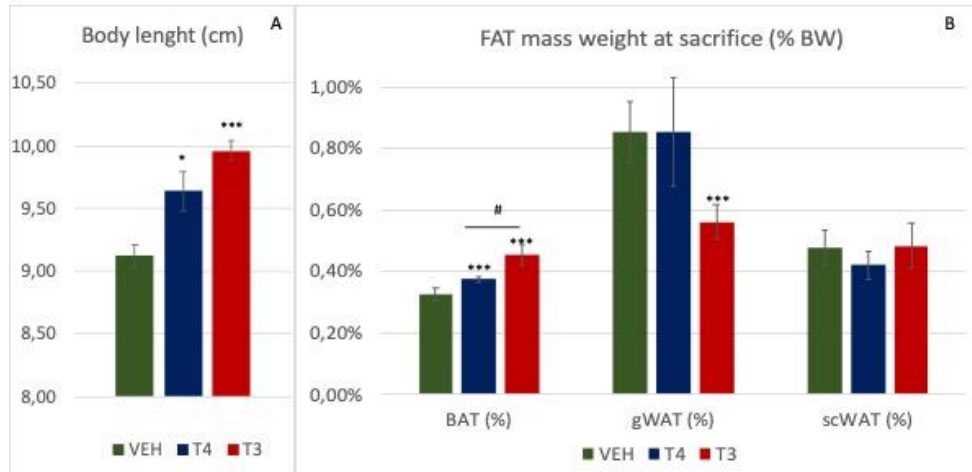 Body lenght (cm)
A
10,50
10,00
9,50
9,00
8,50
8,00
*
***
VEH T4 T3
FAT mass weight at sacrifice (% BW)
B
1,00%
0,80%
0,60%
0,40%
0,20%
0,00%
#
***
***
***
BAT (%) gWAT (%) scWAT (%)
VEH T4 T3